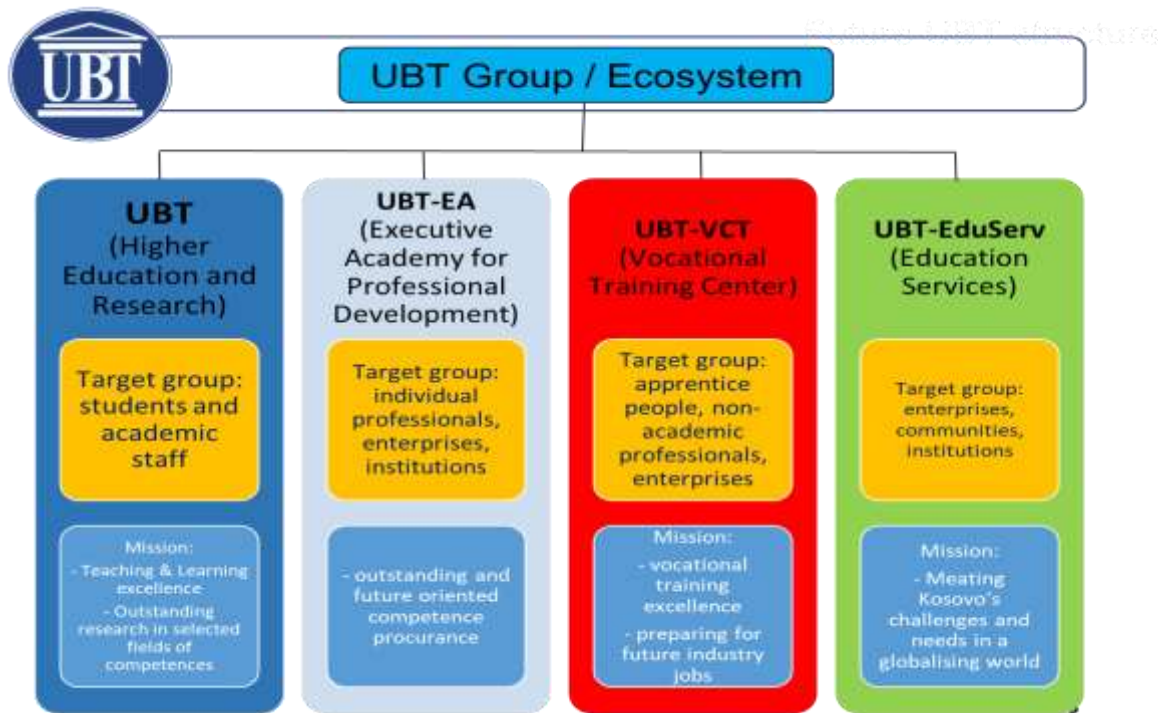 Future UBT structure
UBT
UBT Group / Ecosystem
UBT
(Higher
Education and
Research)
Target group:
students and
academic
staff
Mission:
- Teaching & Learning
excellence
- Outstanding
research in selected
fields of
competences
UBT-EA
(Executive
Academy for
Professional
Development)
Target group:
individual
professionals,
enterprises,
institutions
- outstanding and
future oriented
competence
procurance
UBT-VCT
(Vocational
Training Center)
Target group:
apprentice
people, non-
academic
professionals,
enterprises
Mission:
- vocational
training
excellence
- preparing for
future industry
jobs
UBT-EduServ
(Education
Services)
Target group:
enterprises,
communities,
institutions
Mission:
- Meating
Kosovo's
challenges and
needs in a
globalising world